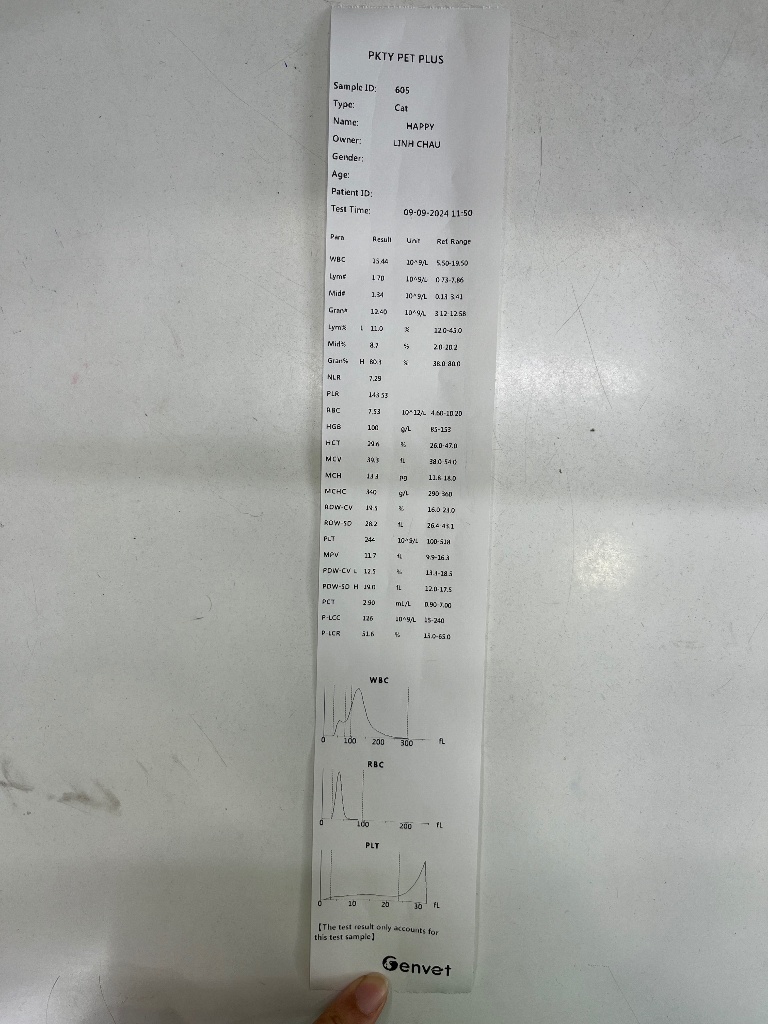 PKTY PET PLUS
Sample ID: 605
Type: Cat
Name: HAPPY
Owner: LINH CHAU
Gender:
Age:
Patient ID:
Test Time: 09-09-2024 11:50
Para Result Unit Ref Range
WBC 15.44 10^9/L 5.50-19.50
Lym# 1.70 10^9/L 0.73-7.86
Mid# 1.34 10^9/L 0.13-3.41
Gran# 12.40 10^9/L 3.12-12.58
Lym% L 11.0 % 12.0-45.0
Mid% 8.7 % 2.0-20.2
Gran% H 80.3 % 38.0-80.0
NLR 7.29
PLR 143.53
RBC 7.53 10^12/L 4.60-10.20
HGB 100 g/L 85-153
HCT 29.6 % 26.0-47.0
MCV 39.3 fL 38.0-54.0
MCH 13.3 pg 11.8-18.0
MCHC 340 g/L 290-360
RDW-CV 19.5 % 16.0-23.0
RDW-SD 28.2 fL 26.4-43.1
PLT 244 10^9/L 100-518
MPV 11.7 fL 9.9-16.3
PDW-CV L 12.5 % 13.3-18.5
PDW-SD H 19.0 fL 12.0-17.5
PCT 2.90 mL/L 0.90-7.00
P-LCC 126 10^9/L 15-240
P-LCR 51.6 % 15.0-65.0
WBC
0 100 200 300 fL
RBC
0 100 200 fL
PLT
0 10 20 30 fL
【The test result only accounts for
this test sample】
Genvet